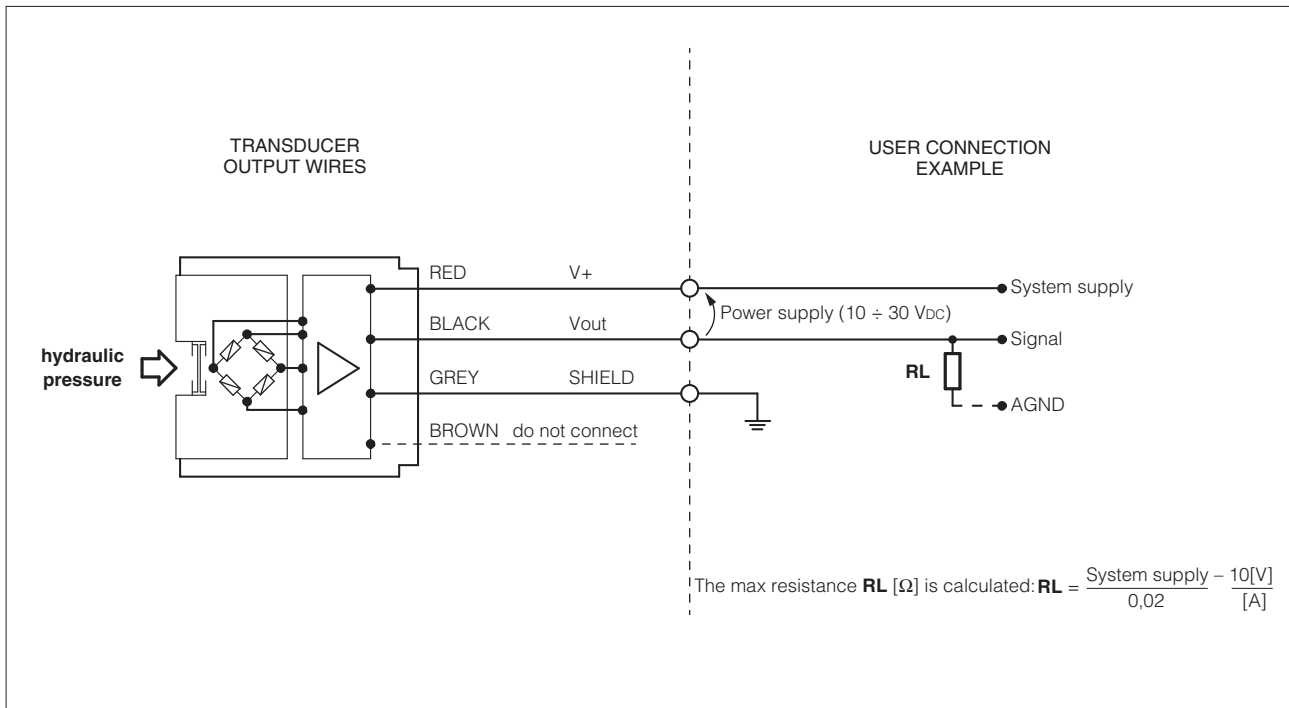 TRANSDUCER
OUTPUT WIRES
USER CONNECTION
EXAMPLE
hydraulic
pressure
RED V+
BLACK Vout
GREY SHIELD
BROWN do not connect
System supply
Power supply (10 ÷ 30 VDC)
Signal
RL
AGND
The max resistance RL [Ω] is calculated: RL = System supply – 10[V]
0,02 [A]